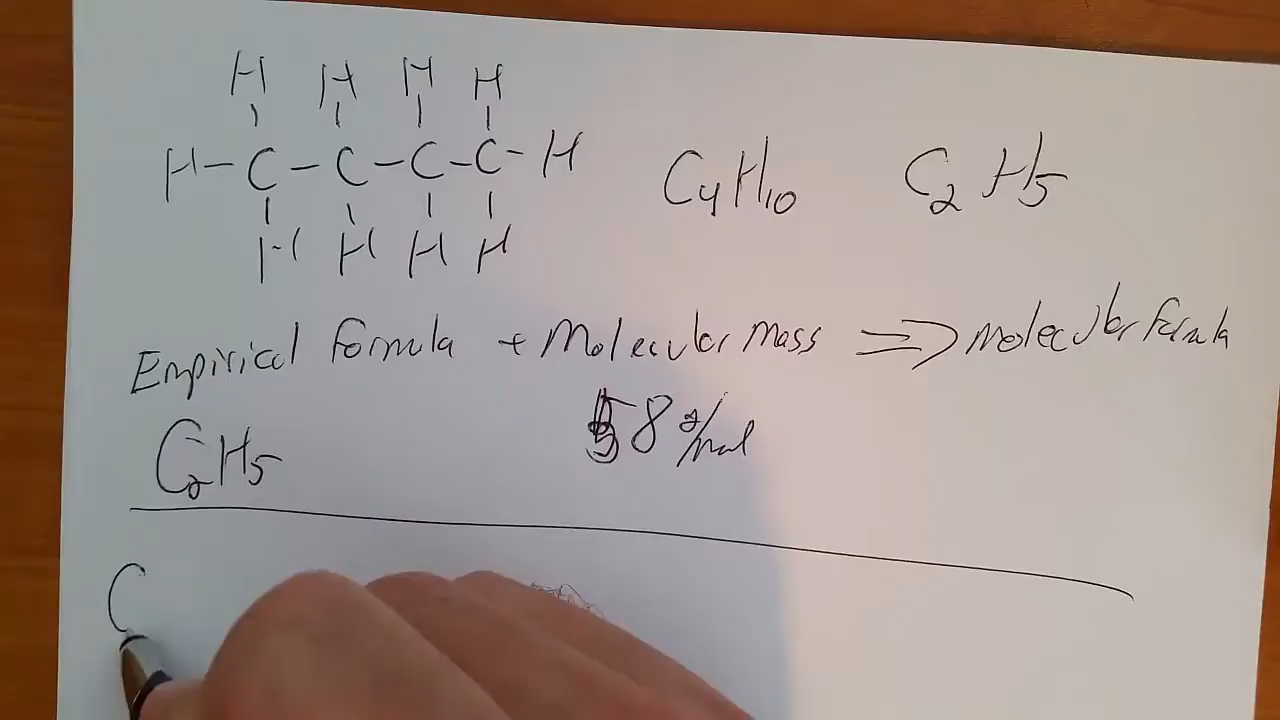 H H H H
H-C-C-C-C-H C4H10 C2H5
H H H H
Empirical formula + Molecular Mass => molecular formula
C2H5 58 g/mol
C